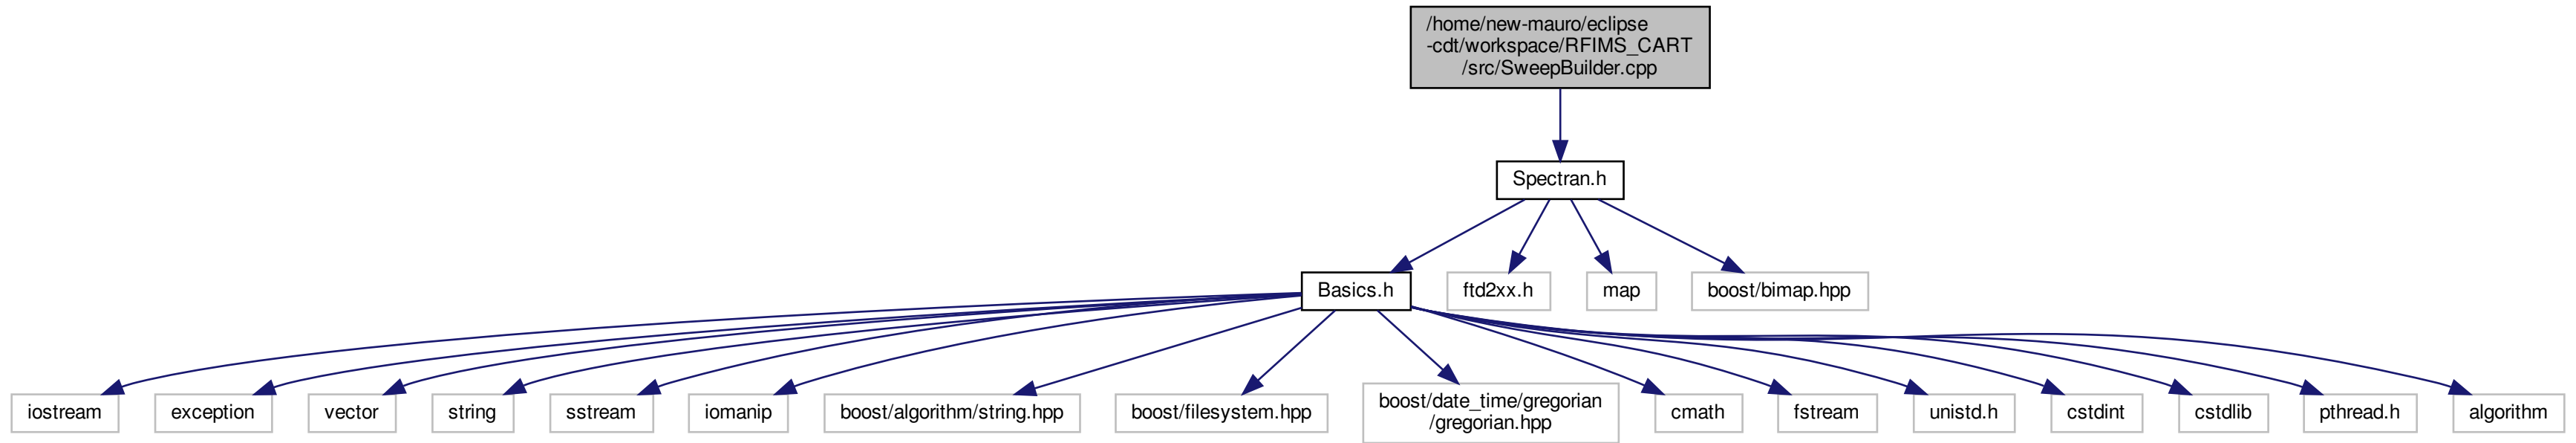 /home/new-mauro/eclipse
-cdt/workspace/RFIMS_CART
/src/SweepBuilder.cpp
Spectran.h
Basics.h
ftd2xx.h
map
boost/bimap.hpp
iostream
exception
vector
string
sstream
iomanip
boost/algorithm/string.hpp
boost/filesystem.hpp
boost/date_time/gregorian
/gregorian.hpp
cmath
fstream
unistd.h
cstdint
cstdlib
pthread.h
algorithm